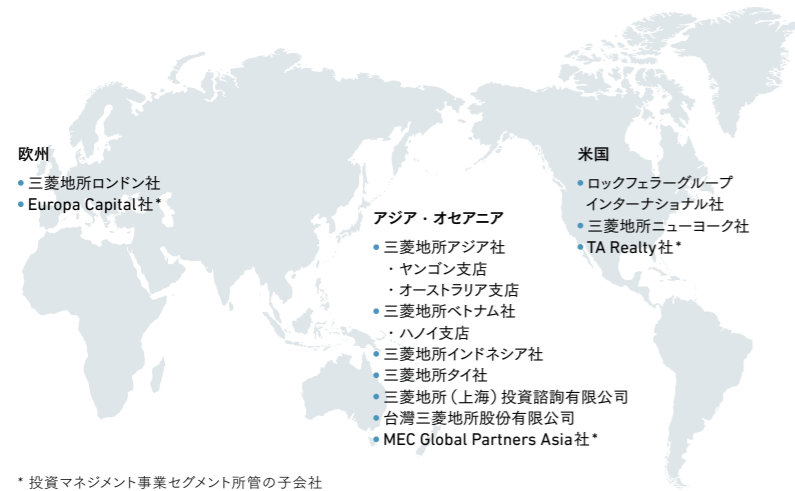 欧州
• 三菱地所ロンドン社
• Europa Capital社*
アジア・オセアニア
• 三菱地所アジア社
・ヤンゴン支店
・オーストラリア支店
• 三菱地所ベトナム社
・ハノイ支店
• 三菱地所インドネシア社
• 三菱地所タイ社
• 三菱地所（上海）投資諮詢有限公司
• 台灣三菱地所股份有限公司
• MEC Global Partners Asia社*
米国
• ロックフェラーグループ
インターナショナル社
• 三菱地所ニューヨーク社
• TA Realty社*
* 投資マネジメント事業セグメント所管の子会社